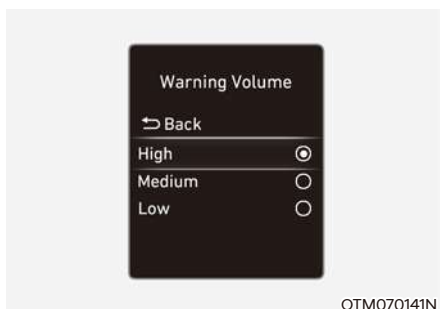 Warning Volume
Back
High
Medium
Low
OTM070141N